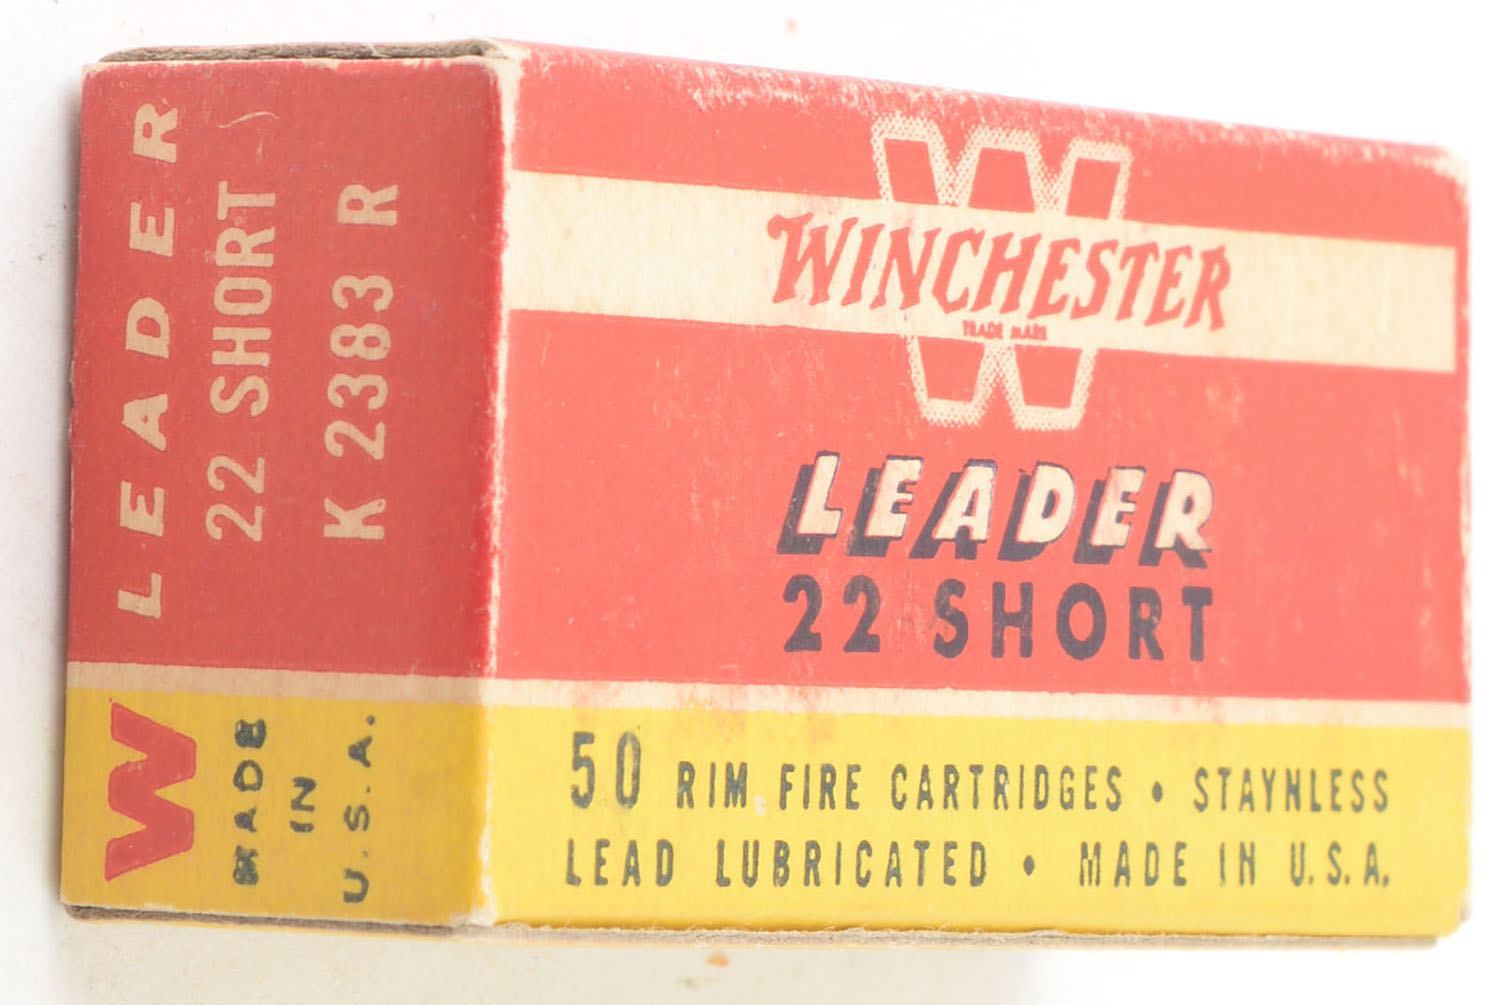 W
WINCHESTER
TRADE MARK
LEADER
22 SHORT
50 RIM FIRE CARTRIDGES • STAYNLESS
LEAD LUBRICATED • MADE IN U.S.A.
LEADER
22 SHORT
K 2383 R
W
MADE
IN
U.S.A.